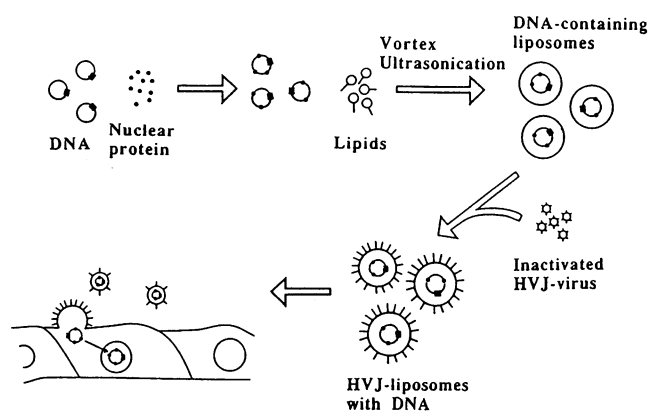 DNA
Nuclear
protein
Lipids
Vortex
Ultrasonication
DNA-containing
liposomes
Inactivated
HVJ-virus
HVJ-liposomes
with DNA